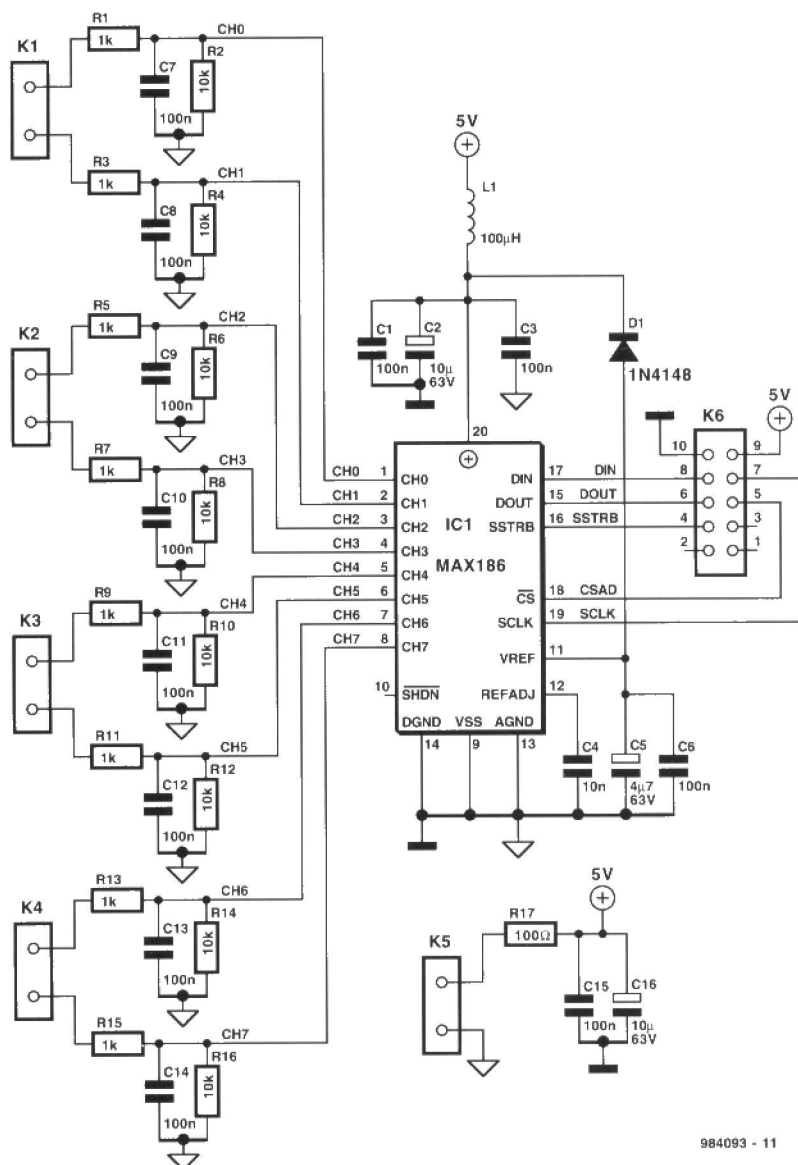 K1
R1
1k
CH0
C7
100n
R2
10k
R3
1k
CH1
C8
100n
R4
10k
K2
R5
1k
CH2
C9
100n
R6
10k
R7
1k
CH3
C10
100n
R8
10k
K3
R9
1k
CH4
C11
100n
R10
10k
R11
1k
CH5
C12
100n
R12
10k
K4
R13
1k
CH6
C13
100n
R14
10k
R15
1k
CH7
C14
100n
R16
10k
5V
L1
100µH
C1
100n
C2
10µ
63V
C3
100n
D1
1N4148
20
CH0 1 CH0
CH1 2 CH1
CH2 3 CH2
CH3 4 CH3
CH4 5 CH4
CH5 6 CH5
CH6 7 CH6
CH7 8 CH7
10 SHDN
IC1
MAX186
DIN 17 DIN
DOUT 15 DOUT
SSTRB 16 SSTRB
CS 18 CSAD
SCLK 19 SCLK
VREF 11
REFADJ 12
DGND VSS AGND
14 9 13
K6
5V
10 9
8 7
6 5
4 3
2 1
C4
10n
C5
4µ7
63V
C6
100n
K5
R17
100Ω
5V
C15
100n
C16
10µ
63V
984093 - 11